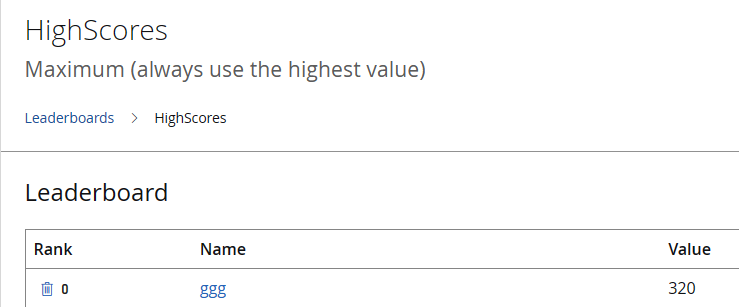 HighScores
Maximum (always use the highest value)
Leaderboards > HighScores
Leaderboard
Rank Name Value
0 ggg 320